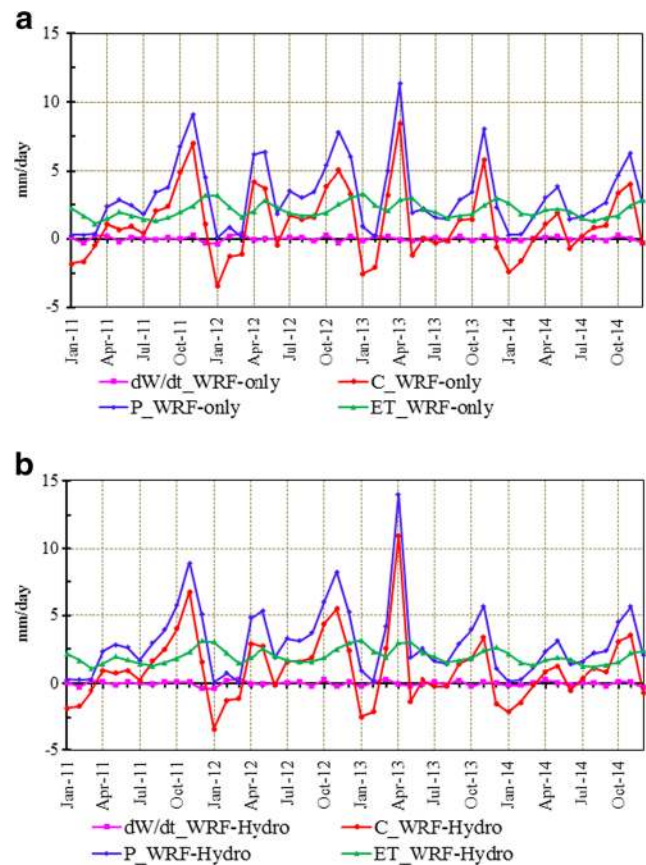 a
15
10
5
0
-5
mm/day
Jan-11
Apr-11
Jul-11
Oct-11
Jan-12
Apr-12
Jul-12
Oct-12
Jan-13
Apr-13
Jul-13
Oct-13
Jan-14
Apr-14
Jul-14
Oct-14
dW/dt_WRF-only C_WRF-only
P_WRF-only ET_WRF-only
b
15
10
5
0
-5
mm/day
Jan-11
Apr-11
Jul-11
Oct-11
Jan-12
Apr-12
Jul-12
Oct-12
Jan-13
Apr-13
Jul-13
Oct-13
Jan-14
Apr-14
Jul-14
Oct-14
dW/dt_WRF-Hydro C_WRF-Hydro
P_WRF-Hydro ET_WRF-Hydro